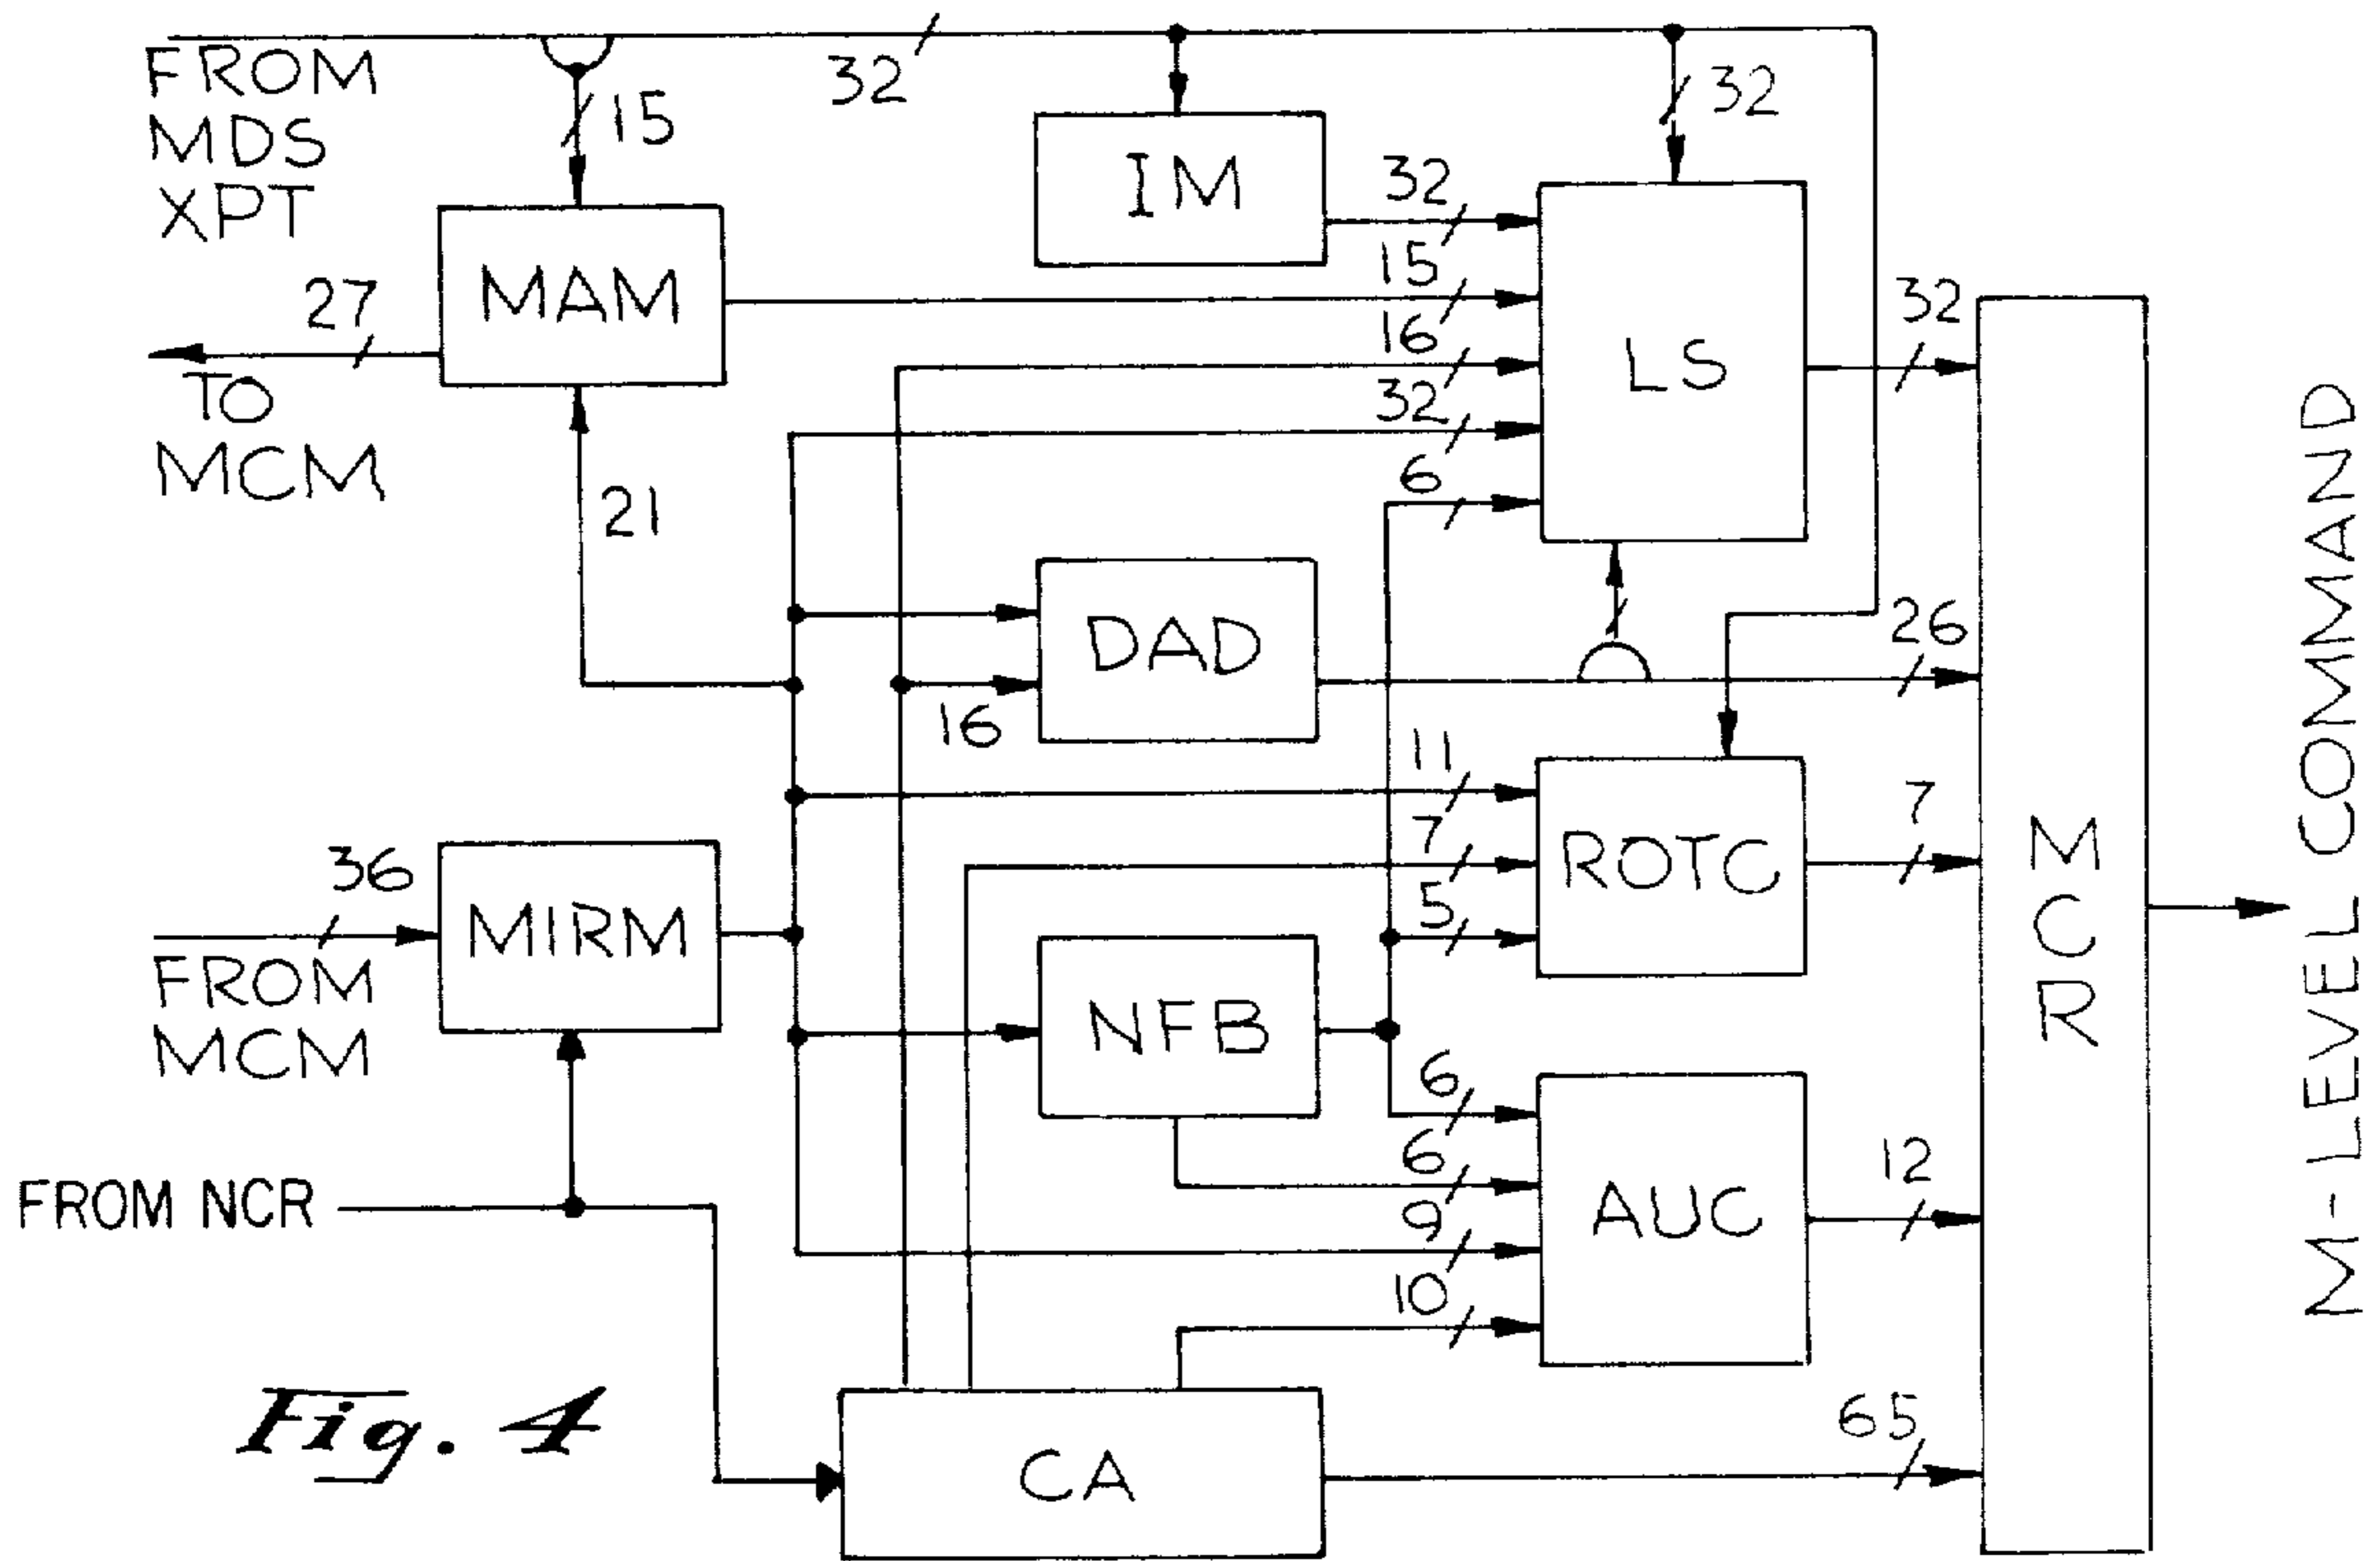 FROM
MDS
XPT
32
15
32
IM
32
MAM
15
27
16
32
LS
TO
MCM
32
6
21
DAD
26
16
11
36
MIRM
7
ROTC
7
5
FROM
MCM
NFB
MCR
M-LEVEL COMMAND
6
6
FROM NCR
9
AUC
12
10
Fig. 4
CA
65